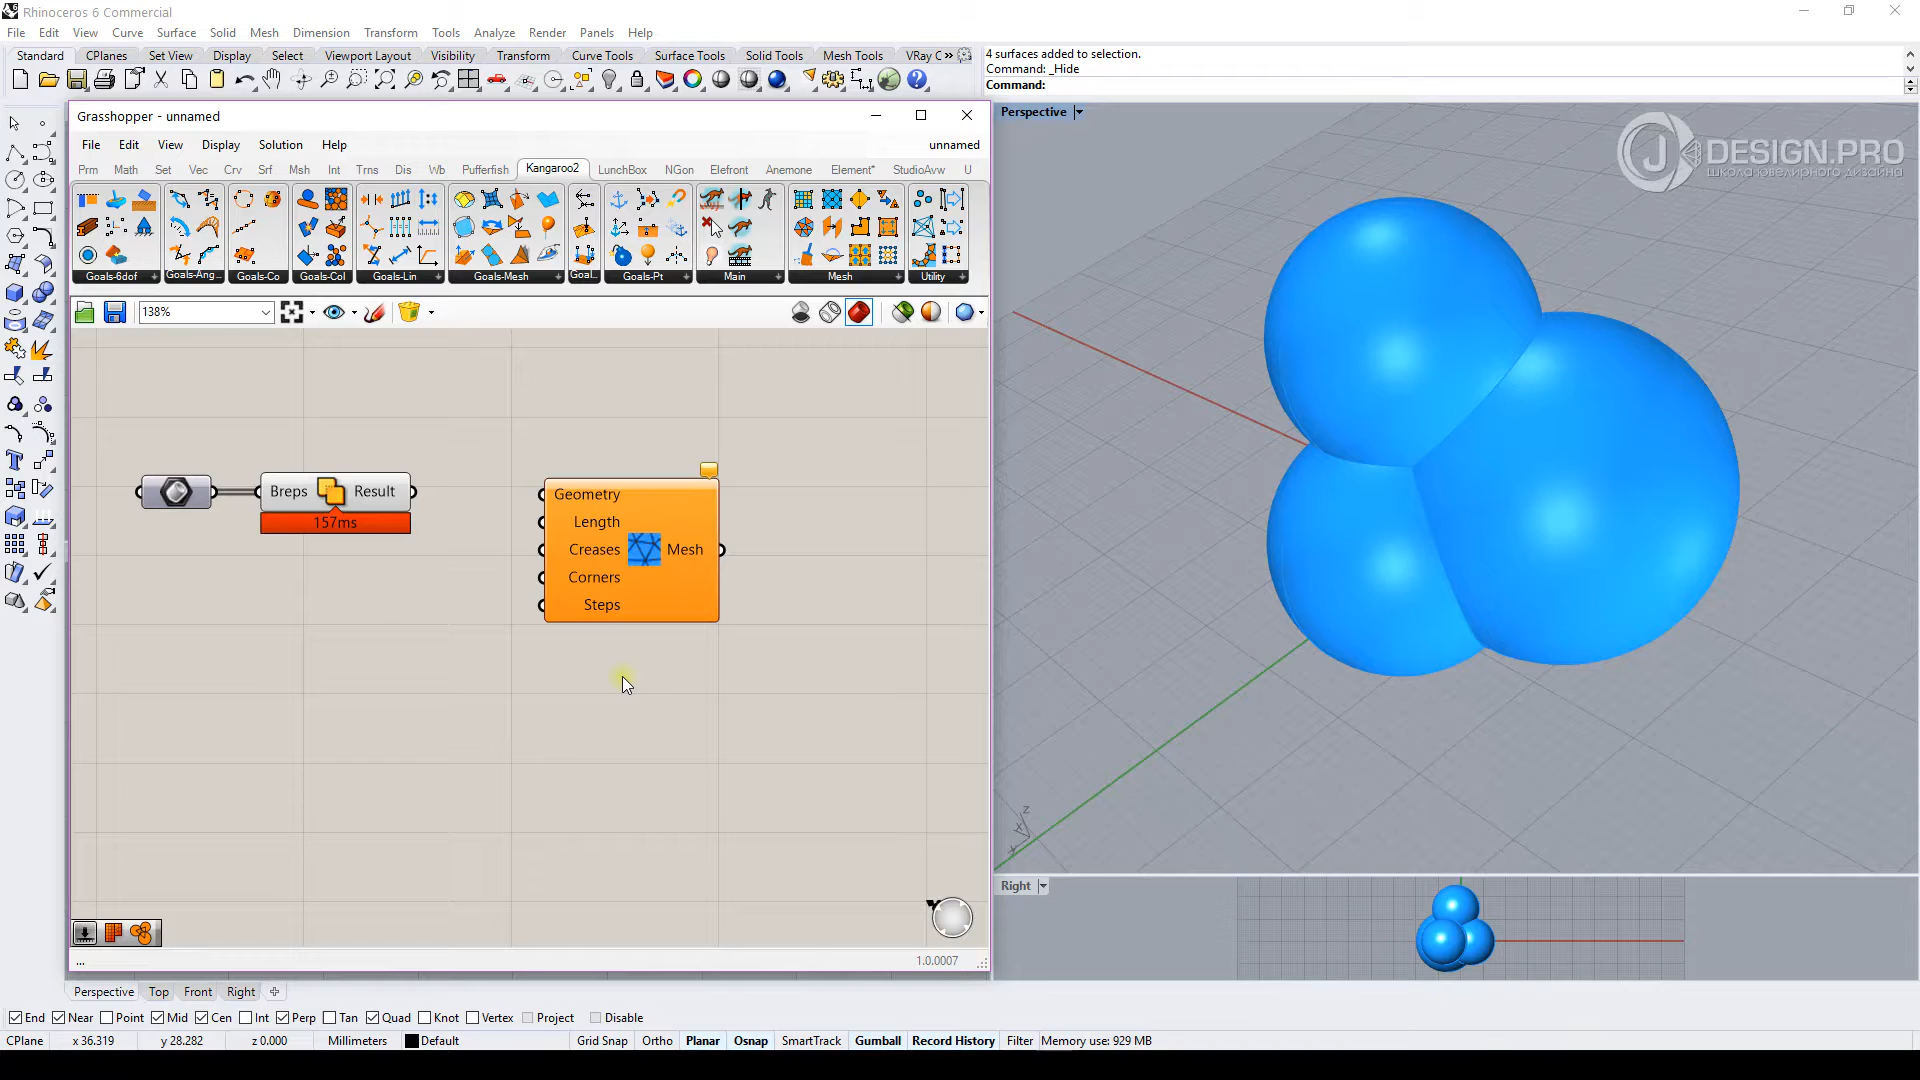 Rhinoceros 6 Commercial
File Edit View Curve Surface Solid Mesh Dimension Transform Tools Analyze Render Panels Help
Standard CPlanes Set View Display Select Viewport Layout Visibility Transform Curve Tools Surface Tools Solid Tools Mesh Tools VRay C »
4 surfaces added to selection.
Command: _Hide
Command:
Grasshopper - unnamed
File Edit View Display Solution Help unnamed
Prm Math Set Vec Crv Srf Msh Int Trns Dis Wb Pufferfish Kangaroo2 LunchBox NGon Elefront Anemone Element* StudioAvw U
Goals-6dof Goals-Ang... Goals-Co Goals-Col Goals-Lin Goals-Mesh Goal... Goals-Pt Main Mesh Utility
138%
Breps Result
157ms
Geometry
Length
Creases Mesh
Corners
Steps
... 1.0.0007
Perspective
JDESIGN.PRO
школа ювелирного дизайна
z
x
y
Right
Perspective Top Front Right
End Near Point Mid Cen Int Perp Tan Quad Knot Vertex Project Disable
CPlane x 36.319 y 28.282 z 0.000 Millimeters Default Grid Snap Ortho Planar Osnap SmartTrack Gumball Record History Filter Memory use: 929 MB